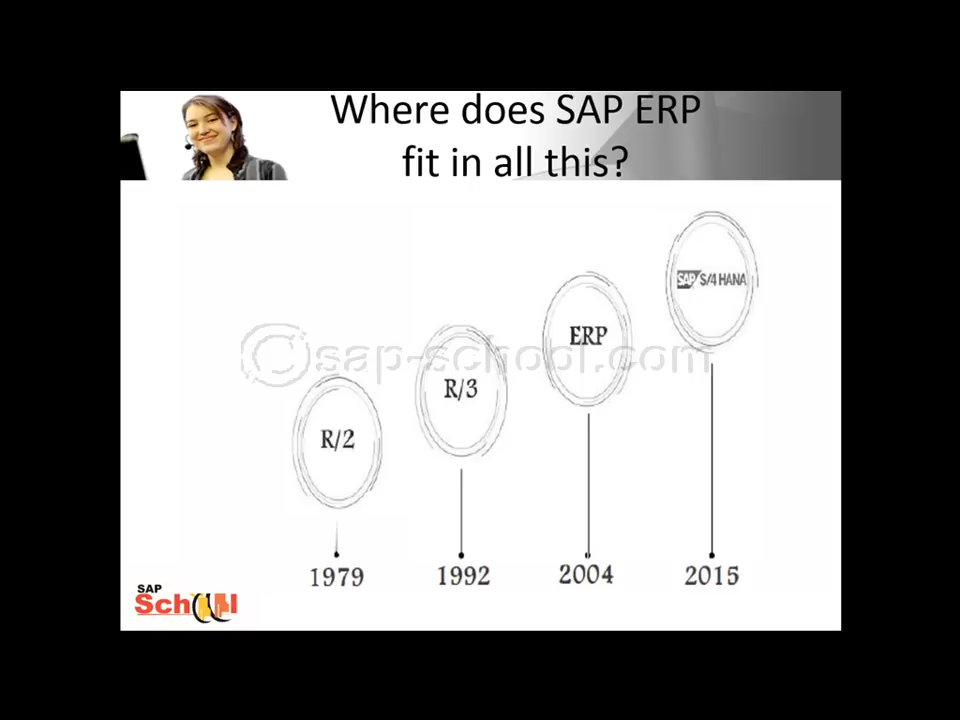 Where does SAP ERP
fit in all this?
SAP S/4 HANA
ERP
©sap-school.com
R/3
R/2
1979 1992 2004 2015
SAP
School